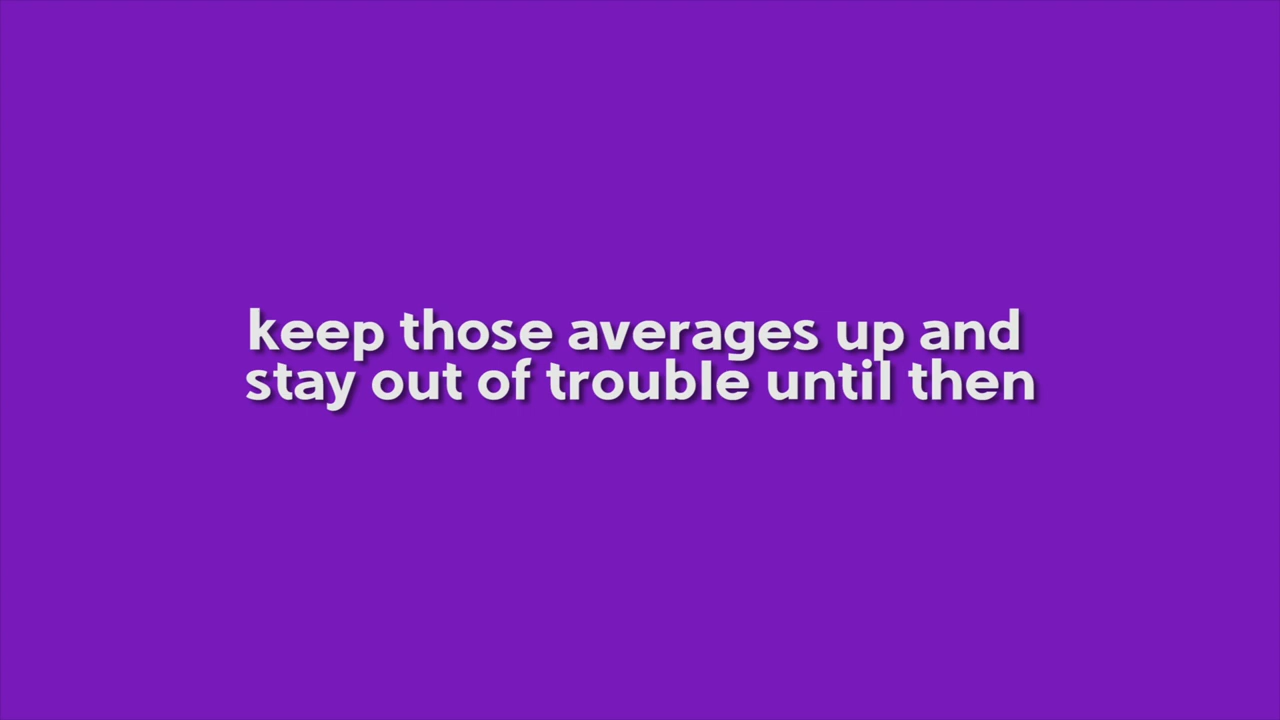 keep those averages up and
stay out of trouble until then